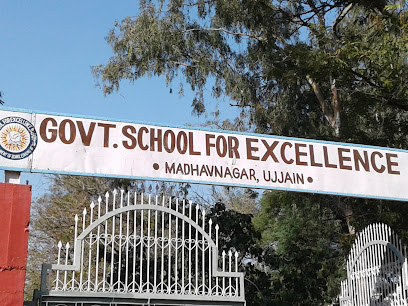 GOVT. SCHOOL FOR EXCELLENCE
• MADHAVNAGAR, UJJAIN •